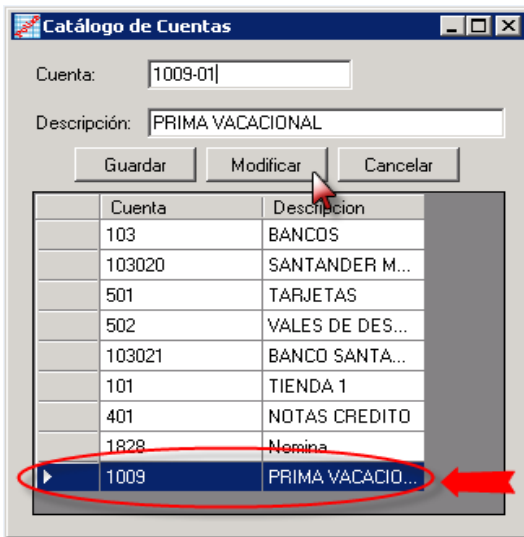 Catálogo de Cuentas
Cuenta: 1009-01
Descripción: PRIMA VACACIONAL
Guardar Modificar Cancelar
Cuenta Descripcion
103 BANCOS
103020 SANTANDER M...
501 TARJETAS
502 VALES DE DES...
103021 BANCO SANTA...
101 TIENDA 1
401 NOTAS CREDITO
1828 Nomina
1009 PRIMA VACACIO...